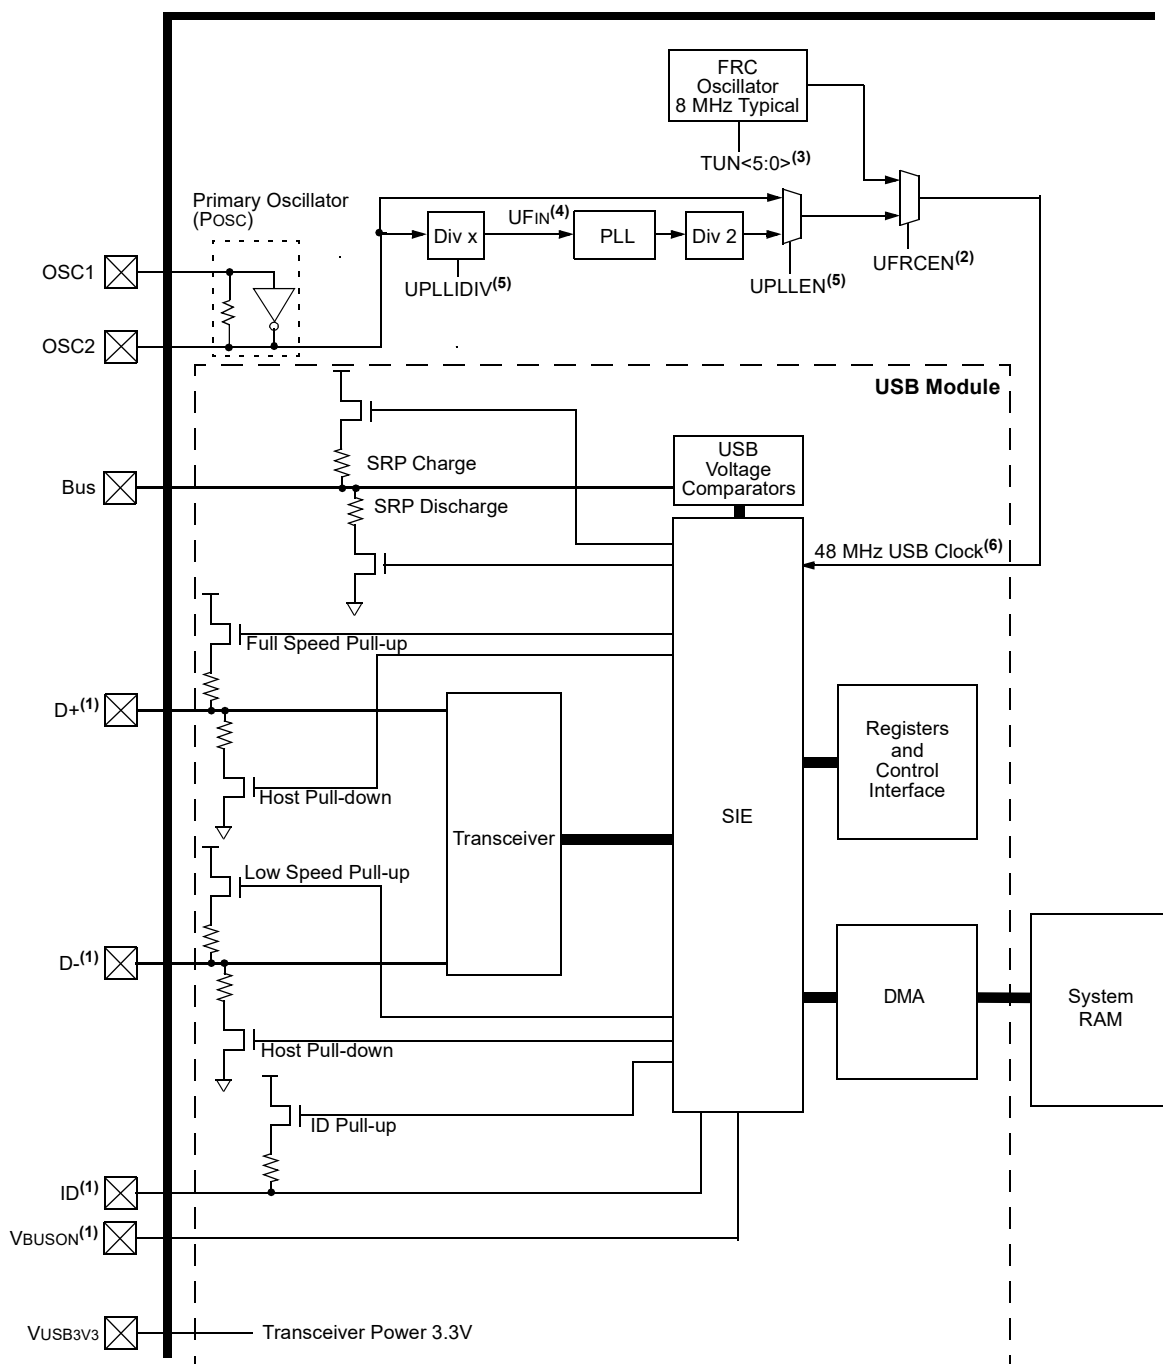 FRC
Oscillator
8 MHz Typical
TUN<5:0>(3)
Primary Oscillator
(POSC)
UFIN(4)
Div x
PLL
Div 2
UPLLIDIV(5)
UPLLEN(5)
UFRCEN(2)
OSC1
OSC2
USB Module
USB
Voltage
Comparators
SRP Charge
Bus
SRP Discharge
48 MHz USB Clock(6)
Full Speed Pull-up
D+(1)
Registers
and
Control
Interface
Host Pull-down
SIE
Transceiver
Low Speed Pull-up
D-(1)
DMA
System
RAM
Host Pull-down
ID Pull-up
ID(1)
VBUSON(1)
VUSB3V3
Transceiver Power 3.3V